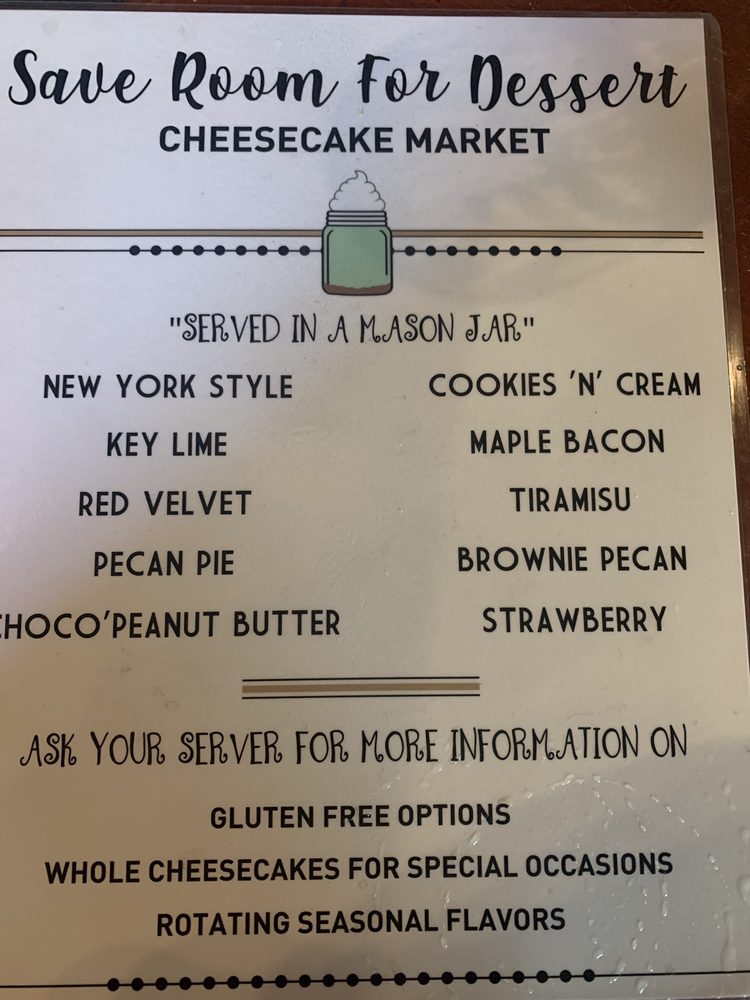 Save Room For Dessert
CHEESECAKE MARKET
"SERVED IN A MASON JAR"
NEW YORK STYLE
COOKIES 'N' CREAM
KEY LIME
MAPLE BACON
RED VELVET
TIRAMISU
PECAN PIE
BROWNIE PECAN
CHOCO'PEANUT BUTTER
STRAWBERRY
ASK YOUR SERVER FOR MORE INFORMATION ON
GLUTEN FREE OPTIONS
WHOLE CHEESECAKES FOR SPECIAL OCCASIONS
ROTATING SEASONAL FLAVORS